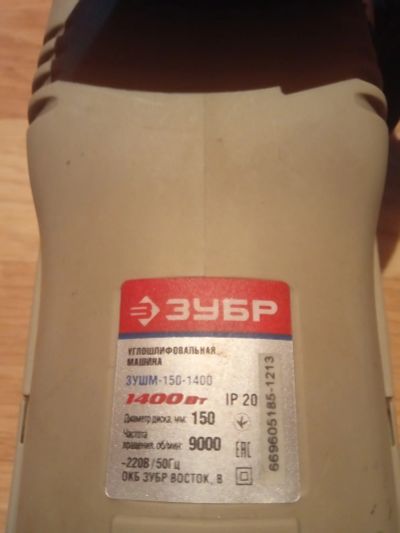 ЗУБР
УГЛОШЛИФОВАЛЬНАЯ
МАШИНА
ЗУШМ-150-1400
1400 Вт IP 20
Диаметр диска, мм: 150
Частота
вращения, об/мин: 9000
~220В/50Гц
ОКБ ЗУБР ВОСТОК, В
EAC
669605185-1213